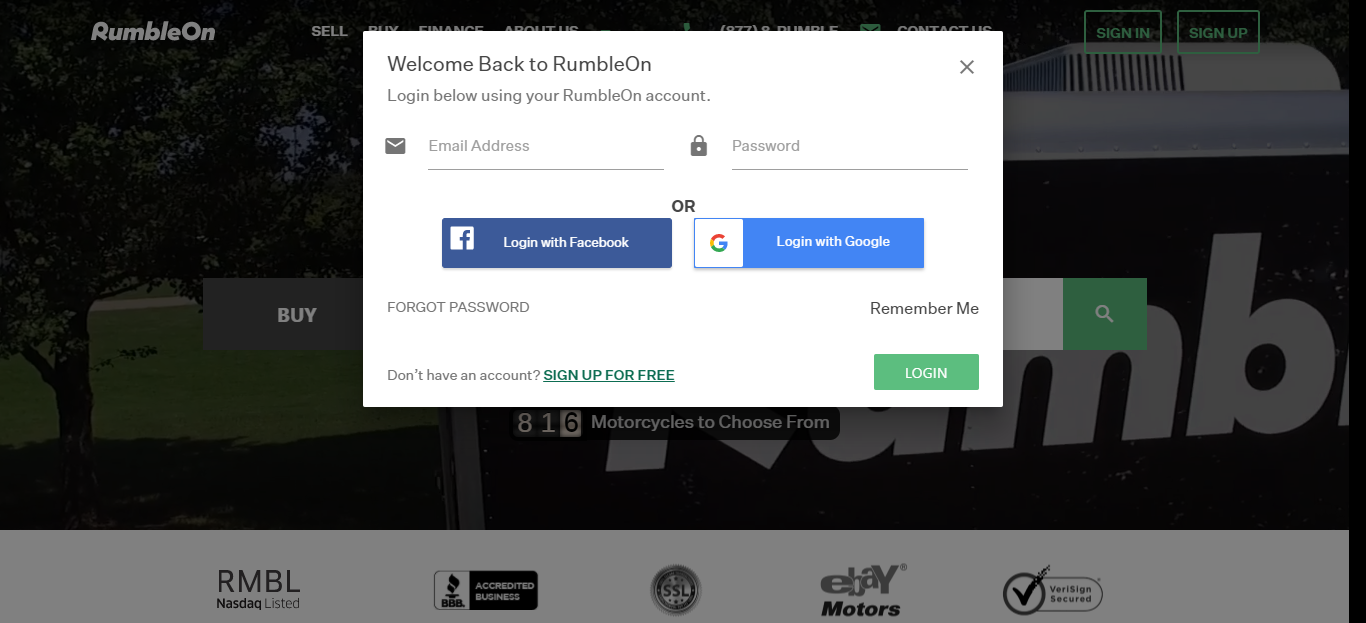 RumbleOn
SELL BUY FINANCE ABOUT US (877) 8-RUMBLE CONTACT US SIGN IN SIGN UP
Welcome Back to RumbleOn
Login below using your RumbleOn account.
Email Address Password
OR
Login with Facebook Login with Google
BUY
FORGOT PASSWORD Remember Me
Don't have an account? SIGN UP FOR FREE LOGIN
816 Motorcycles to Choose From
RMBL
Nasdaq Listed
BBB. ACCREDITED
BUSINESS
SSL
ebaY®
Motors
VeriSign
Secured